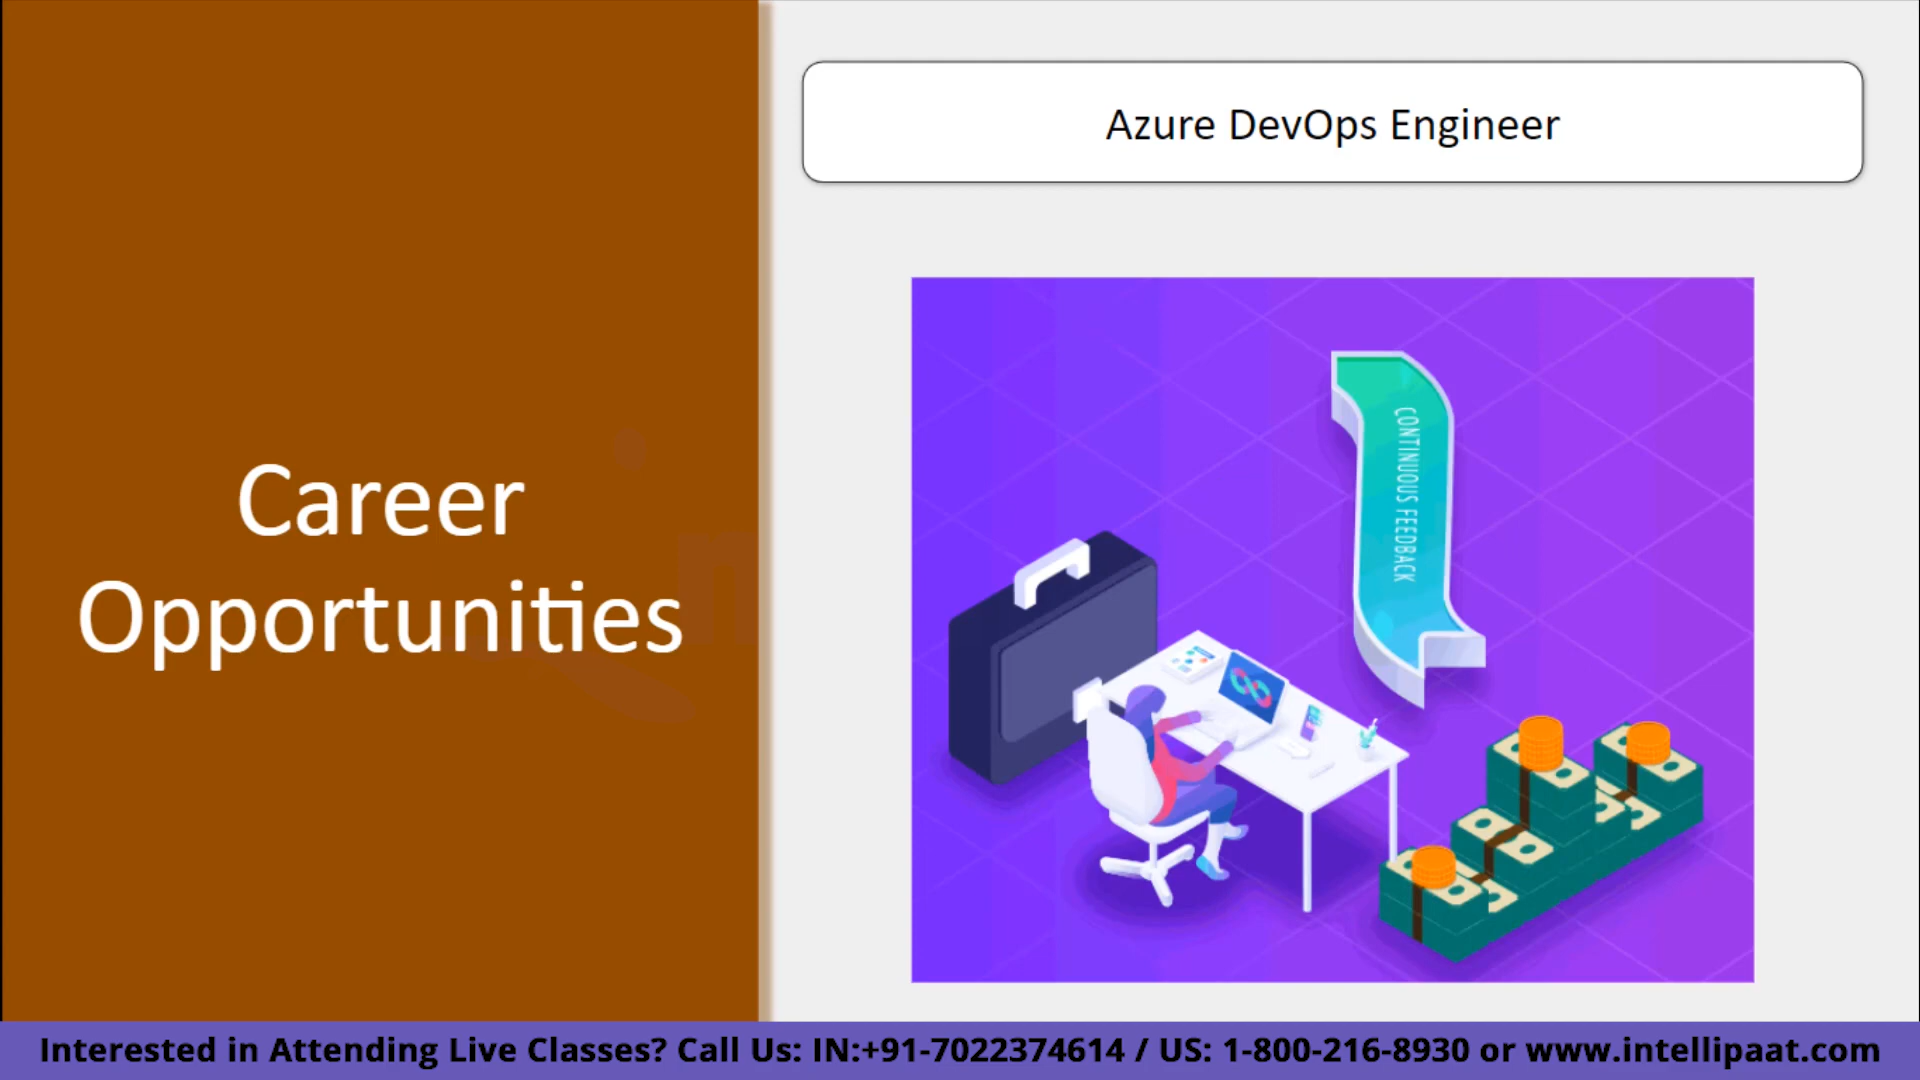 Career
Opportunities
Azure DevOps Engineer
CONTINUOUS FEEDBACK
Interested in Attending Live Classes? Call Us: IN:+91-7022374614 / US: 1-800-216-8930 or www.intellipaat.com